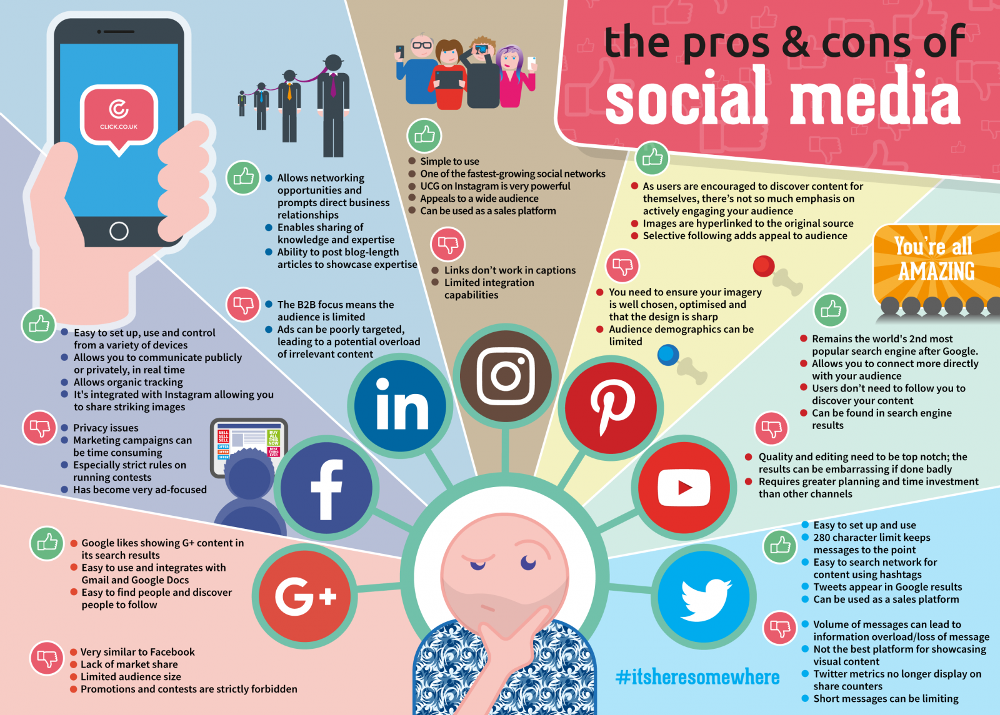 the pros & cons of
social media
CLICK.CO.UK
Allows networking
opportunities and
prompts direct business
relationships
Enables sharing of
knowledge and expertise
Ability to post blog-length
articles to showcase expertise
The B2B focus means the
audience is limited
Ads can be poorly targeted,
leading to a potential overload
of irrelevant content
in
Simple to use
One of the fastest-growing social networks
UCG on Instagram is very powerful
Appeals to a wide audience
Can be used as a sales platform
Links don't work in captions
Limited integration
capabilities
As users are encouraged to discover content for
themselves, there's not so much emphasis on
actively engaging your audience
Images are hyperlinked to the original source
Selective following adds appeal to audience
You need to ensure your imagery
is well chosen, optimised and
that the design is sharp
Audience demographics can be
limited
You're all
AMAZING
Remains the world's 2nd most
popular search engine after Google.
Allows you to connect more directly
with your audience
Users don't need to follow you to
discover your content
Can be found in search engine
results
Quality and editing need to be top notch; the
results can be embarrassing if done badly
Requires greater planning and time investment
than other channels
Easy to set up, use and control
from a variety of devices
Allows you to communicate publicly
or privately, in real time
Allows organic tracking
It's integrated with Instagram allowing you
to share striking images
Privacy issues
Marketing campaigns can
be time consuming
Especially strict rules on
running contests
Has become very ad-focused
SELL
SELL
SELL
OFFER
OFFER
OFFER
BUY
ALL
THIS
NOW
BEST
THING
EVER
f
Google likes showing G+ content in
its search results
Easy to use and integrates with
Gmail and Google Docs
Easy to find people and discover
people to follow
Very similar to Facebook
Lack of market share
Limited audience size
Promotions and contests are strictly forbidden
G+
Easy to set up and use
280 character limit keeps
messages to the point
Easy to search network for
content using hashtags
Tweets appear in Google results
Can be used as a sales platform
Volume of messages can lead to
information overload/loss of message
Not the best platform for showcasing
visual content
Twitter metrics no longer display on
share counters
Short messages can be limiting
#itsheresomewhere